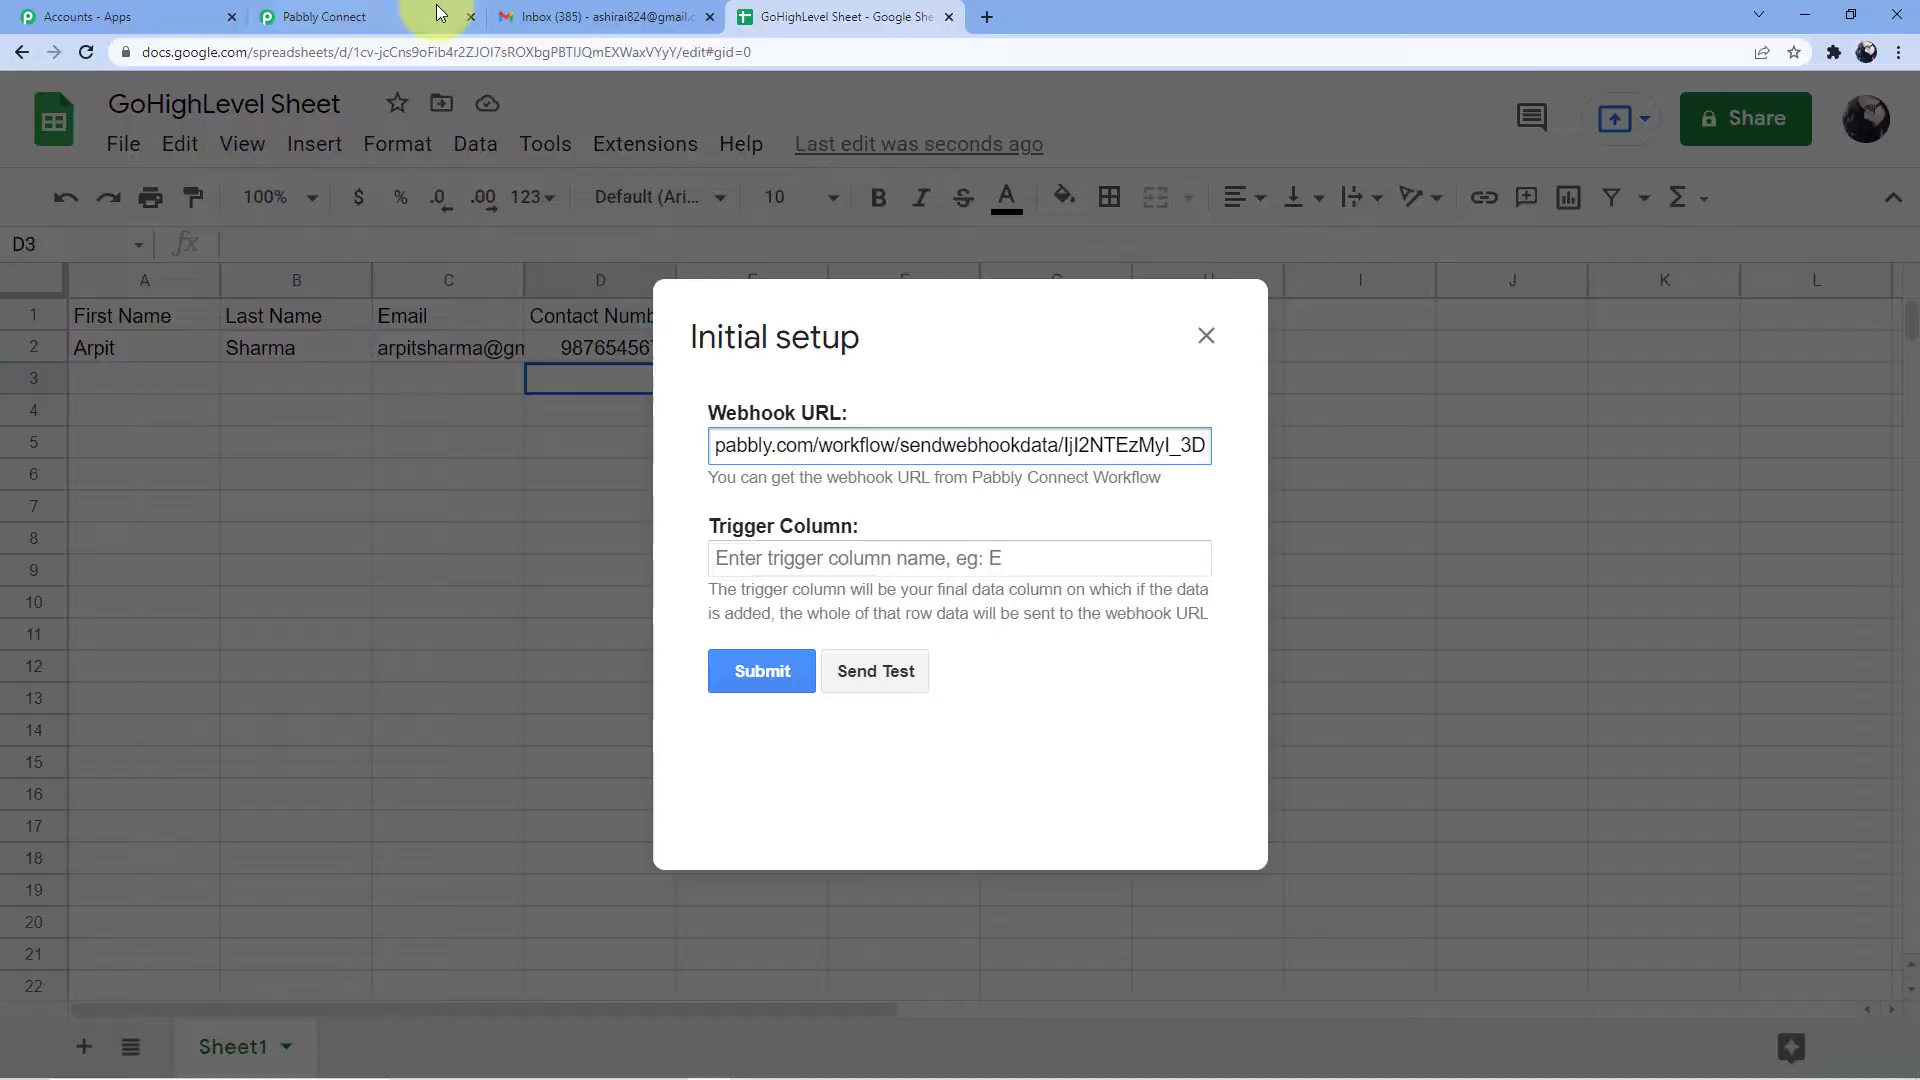 Accounts - Apps
Pabbly Connect
Inbox (385) - ashirai824@gmail.c
GoHighLevel Sheet - Google She
docs.google.com/spreadsheets/d/1cv-jcCns9oFib4r2ZJOI7sROXbgPBTIJQmEXWaxVYyY/edit#gid=0
GoHighLevel Sheet
Share
File Edit View Insert Format Data Tools Extensions Help Last edit was seconds ago
100% $ % .0 .00 123 Default (Ari... 10 B I S A
D3 fx
A B C D I J K L
1 First Name Last Name Email Contact Numb
2 Arpit Sharma arpitsharma@gm 987654567
3
4
5
6
7
8
9
10
11
12
13
14
15
16
17
18
19
20
21
22
Initial setup
Webhook URL:
pabbly.com/workflow/sendwebhookdata/IjI2NTEzMyI_3D
You can get the webhook URL from Pabbly Connect Workflow
Trigger Column:
Enter trigger column name, eg: E
The trigger column will be your final data column on which if the data
is added, the whole of that row data will be sent to the webhook URL
Submit Send Test
Sheet1